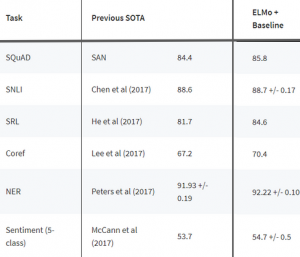 Task Previous SOTA ELMo +
Baseline
SQuAD SAN 84.4 85.8
SNLI Chen et al (2017) 88.6 88.7 +/- 0.17
SRL He et al (2017) 81.7 84.6
Coref Lee et al (2017) 67.2 70.4
NER Peters et al (2017) 91.93 +/- 92.22 +/- 0.10
0.19
Sentiment (5- McCann et al 53.7 54.7 +/- 0.5
class) (2017)